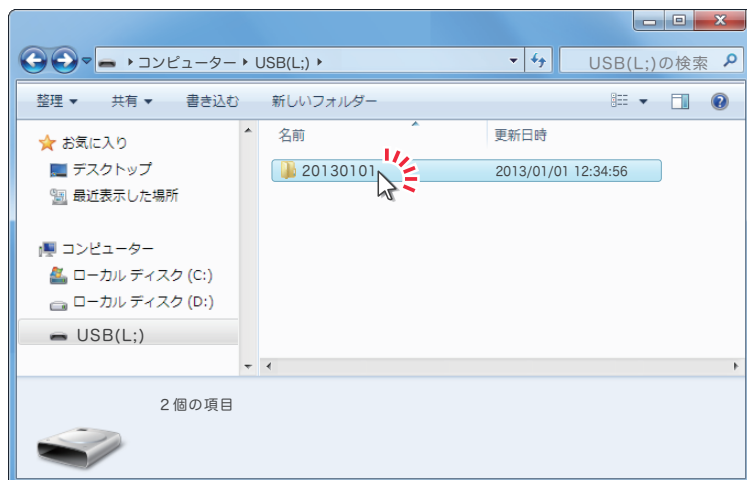 コンピューター USB(L;)
USB(L;)の検索
整理 共有 書き込む 新しいフォルダー
お気に入り
デスクトップ
最近表示した場所
コンピューター
ローカル ディスク (C:)
ローカル ディスク (D:)
USB(L;)
名前 更新日時
20130101 2013/01/01 12:34:56
2個の項目